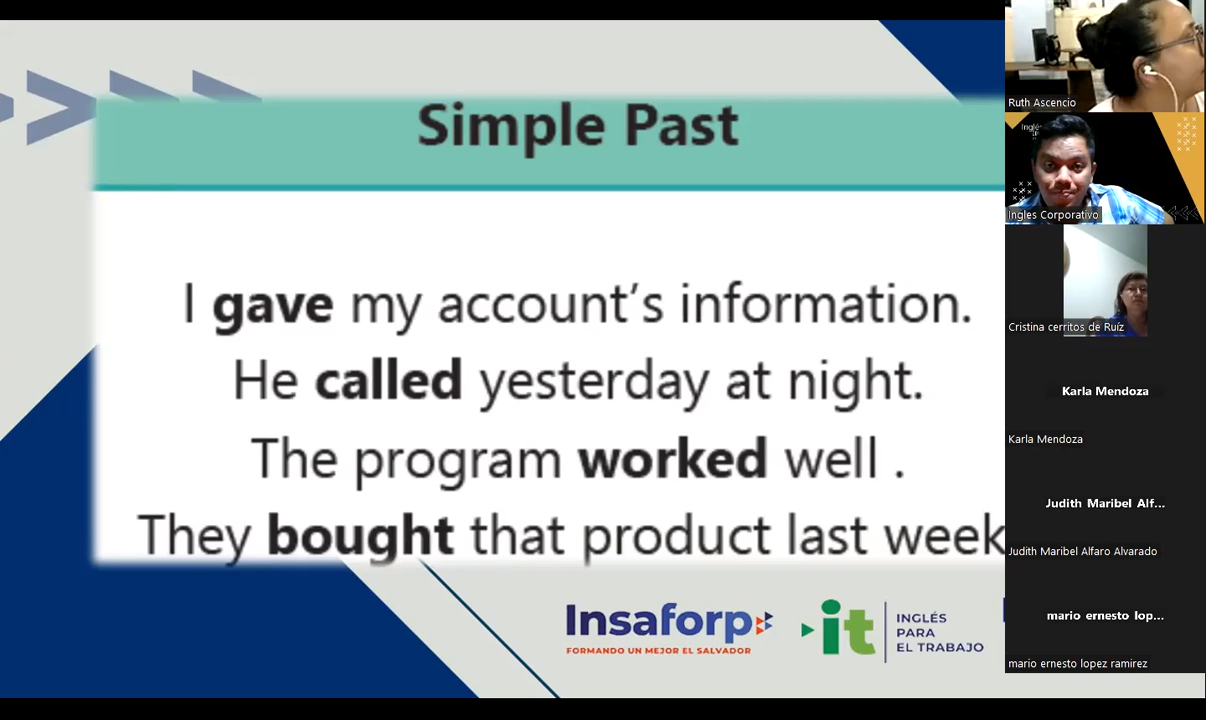 Simple Past
I gave my account's information.
He called yesterday at night.
The program worked well .
They bought that product last week
Insaforp
FORMANDO UN MEJOR EL SALVADOR
it
INGLÉS
PARA
EL TRABAJO
Ruth Ascencio
Inglés
Ingles Corporativo
Cristina cerritos de Ruíz
Karla Mendoza
Karla Mendoza
Judith Maribel Alf...
Judith Maribel Alfaro Alvarado
mario ernesto lop...
mario ernesto lopez ramirez